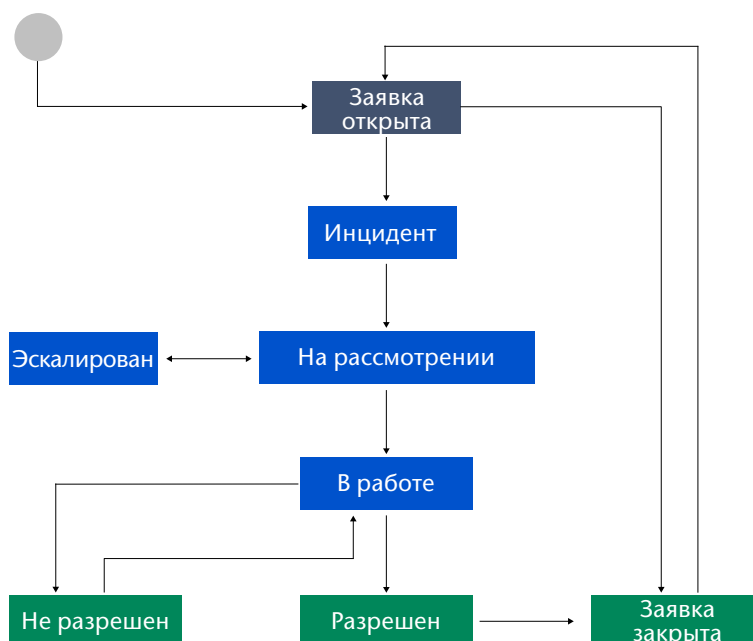 Заявка
открыта
Инцидент
Эскалирован
На рассмотрении
В работе
Не разрешен
Разрешен
Заявка
закрыта